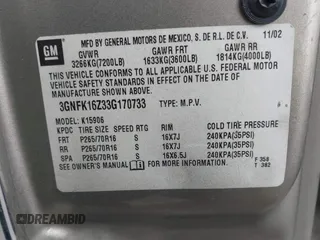 GM
MFD BY GENERAL MOTORS DE MEXICO, S. DE R.L. DE C.V. 11/02
GVWR GAWR FRT GAWR RR
3266KG(7200LB) 1633KG(3600LB) 1814KG(4000LB)
THIS VEHICLE CONFORMS TO ALL APPLICABLE U.S. FEDERAL
MOTOR VEHICLE SAFETY STANDARDS IN EFFECT ON THE DATE
OF MANUFACTURE SHOWN ABOVE.
3GNFK16Z33G170733 TYPE: M.P.V.
MODEL: K15906
KPDC TIRE SIZE SPEED RTG RIM COLD TIRE PRESSURE
FRT P265/70R16 S 16X7J 240KPA(35PSI)
RR P265/70R16 S 16X7J 240KPA(35PSI)
SPA P265/70R16 S 16X6.5J 240KPA(35PSI)
SEE OWNER'S MANUAL FOR MORE INFORMATION.
DREAMBID